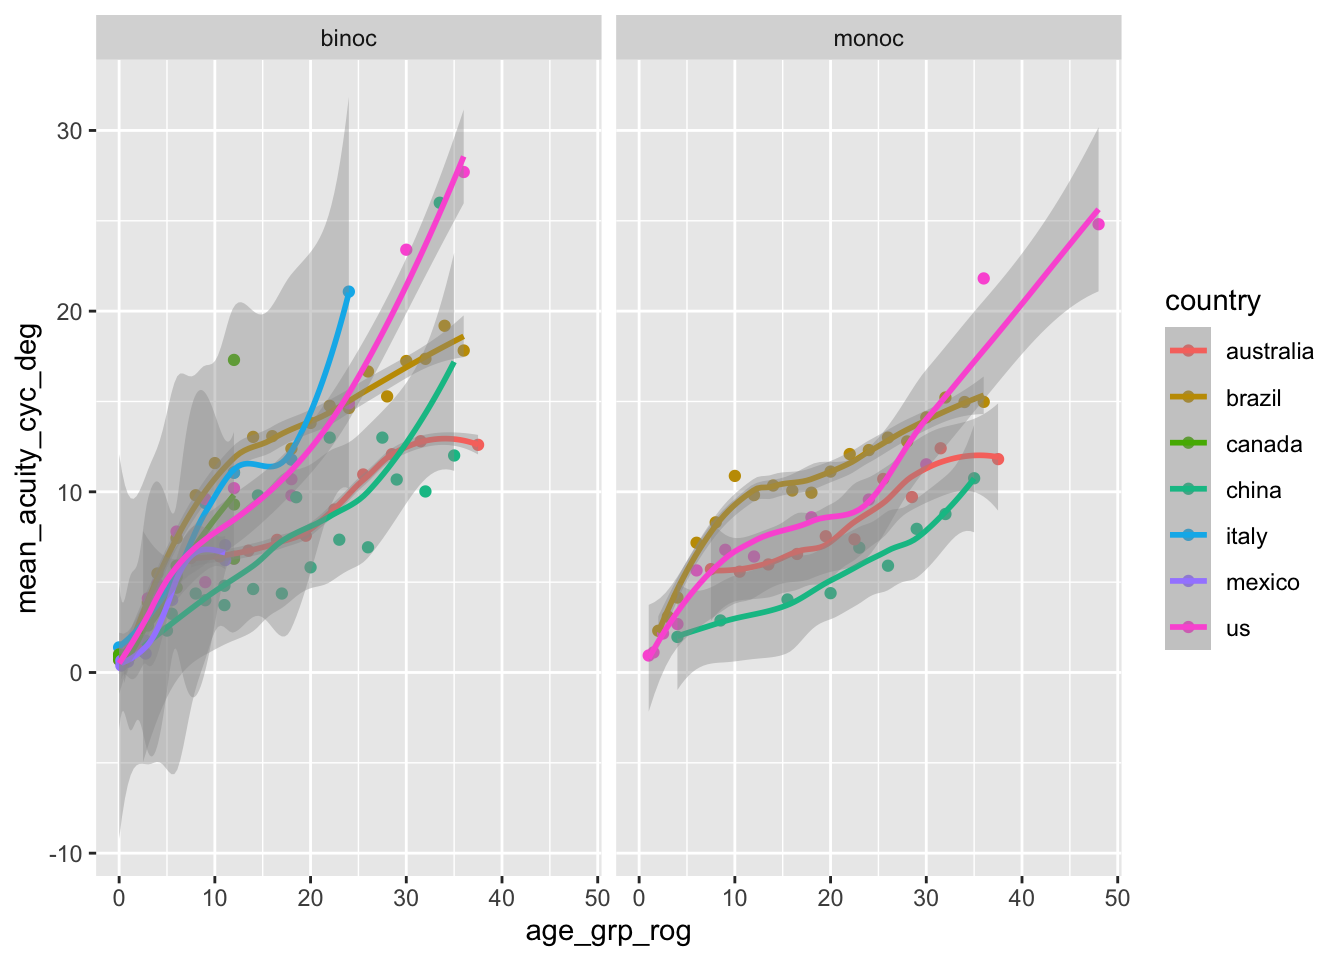 binoc monoc
30
20
10
0
-10
mean_acuity_cyc_deg
0 10 20 30 40 50 0 10 20 30 40 50
age_grp_rog
country
australia
brazil
canada
china
italy
mexico
us